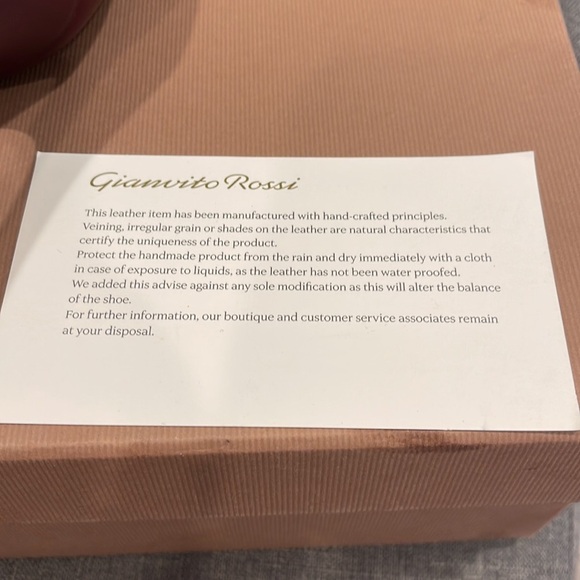 Gianvito Rossi
This leather item has been manufactured with hand-crafted principles.
Veining, irregular grain or shades on the leather are natural characteristics that
certify the uniqueness of the product.
Protect the handmade product from the rain and dry immediately with a cloth
in case of exposure to liquids, as the leather has not been water proofed.
We added this advise against any sole modification as this will alter the balance
of the shoe.
For further information, our boutique and customer service associates remain
at your disposal.